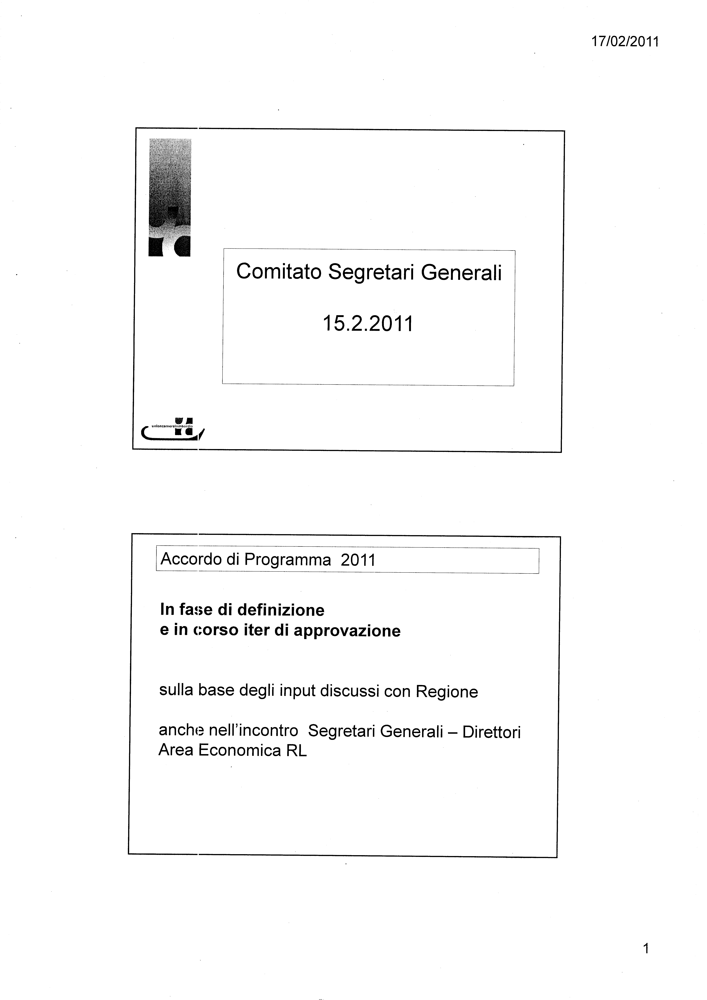 17/02/2011
Comitato Segretari Generali
15.2.2011
unioncamerelombardia
Accordo di Programma  2011
In fase di definizione
e in corso iter di approvazione
sulla base degli input discussi con Regione
anche nell'incontro  Segretari Generali – Direttori
Area Economica RL
1